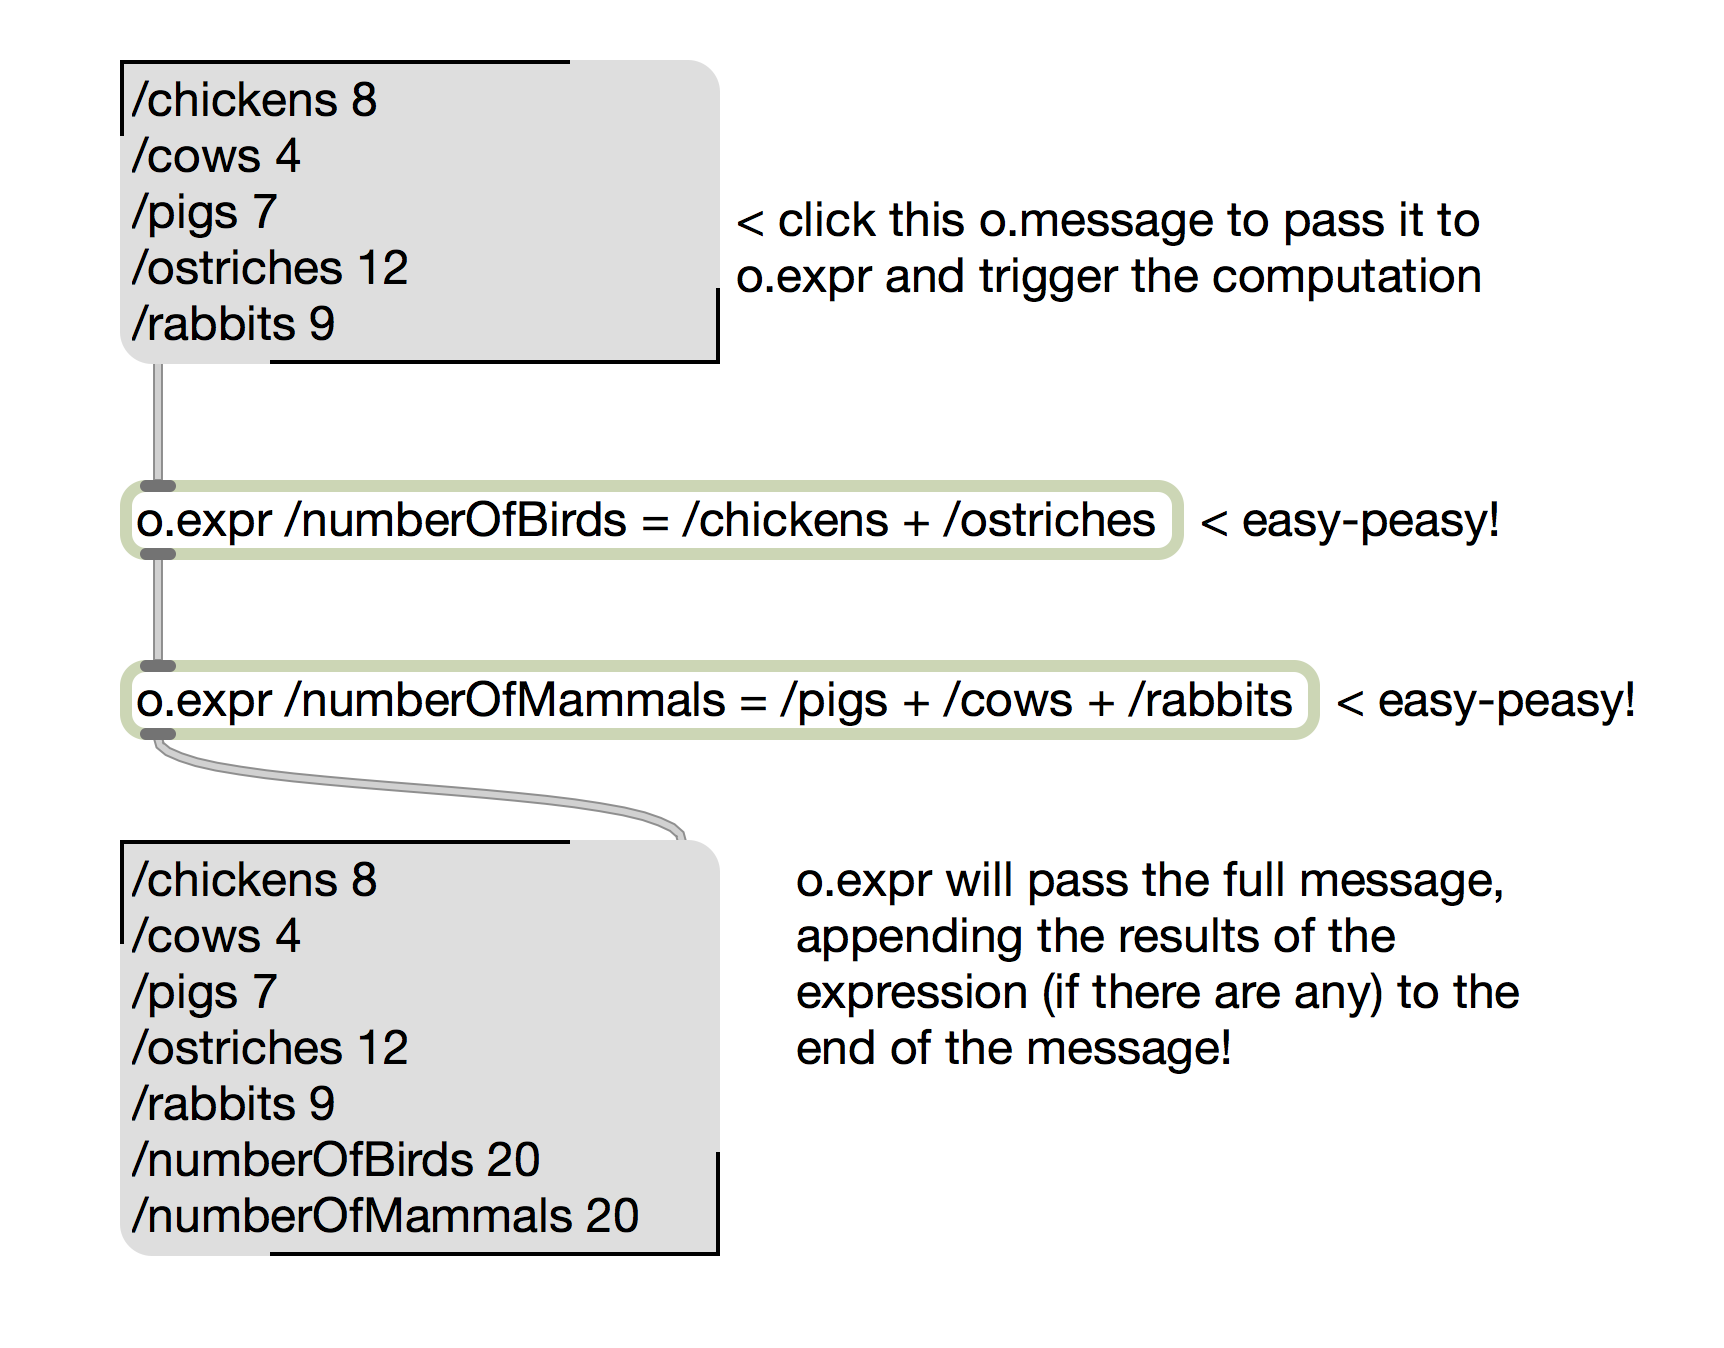 /chickens 8
/cows 4
/pigs 7
/ostriches 12
/rabbits 9
< click this o.message to pass it to
o.expr and trigger the computation
o.expr /numberOfBirds = /chickens + /ostriches
< easy-peasy!
o.expr /numberOfMammals = /pigs + /cows + /rabbits
< easy-peasy!
/chickens 8
/cows 4
/pigs 7
/ostriches 12
/rabbits 9
/numberOfBirds 20
/numberOfMammals 20
o.expr will pass the full message,
appending the results of the
expression (if there are any) to the
end of the message!